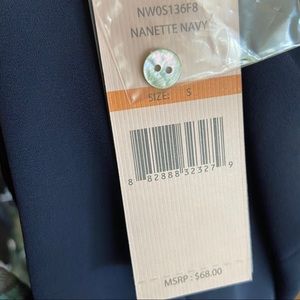 NW0S136F8
NANETTE NAVY
SIZE: S
8 82888 32327 9
MSRP : $68.00